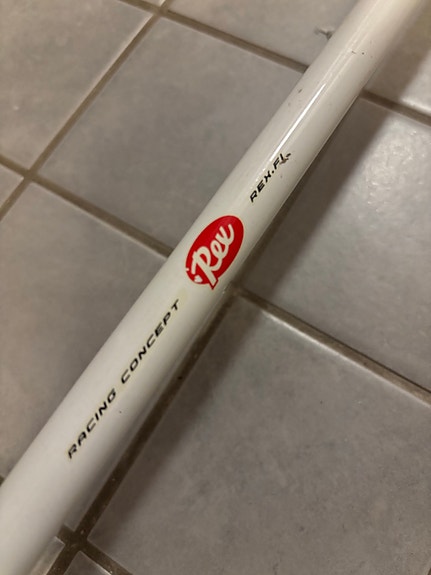 RACING CONCEPT
Rex
REX.FI